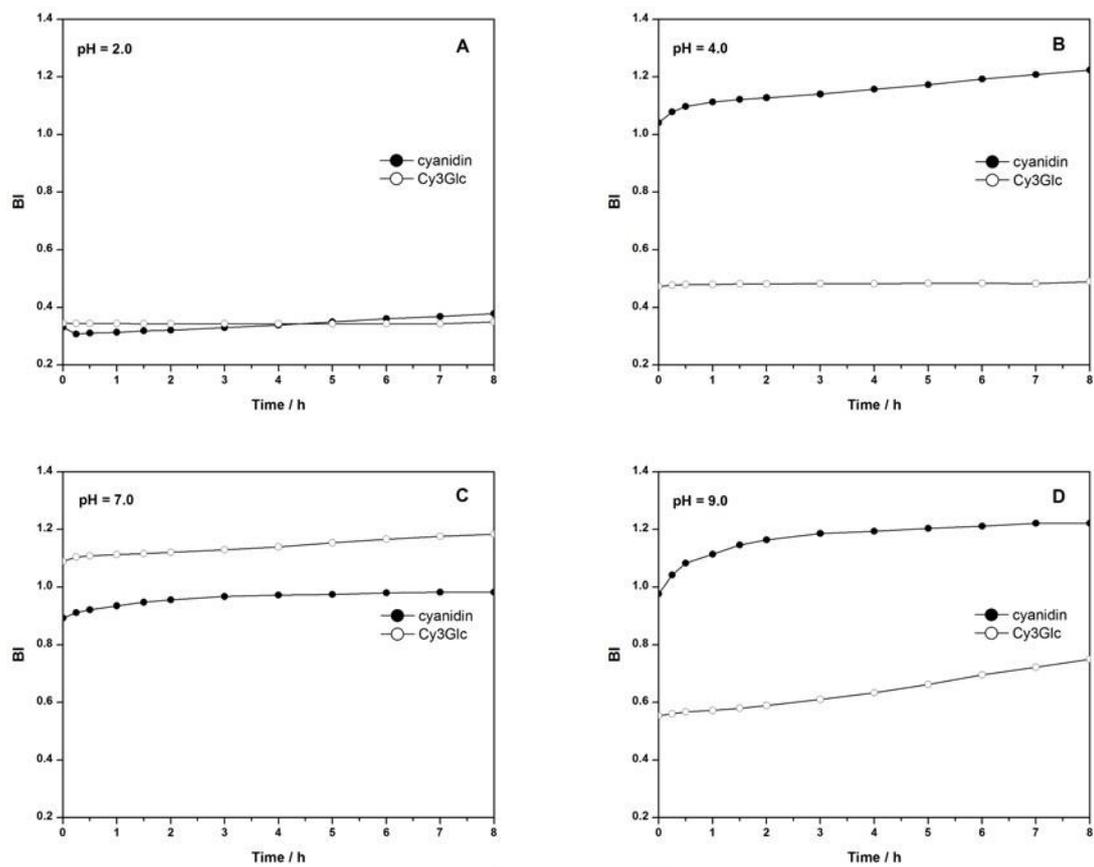 A
pH = 2.0
BI
1.4
1.2
1.0
0.8
0.6
0.4
0.2
cyanidin
Cy3Glc
0 1 2 3 4 5 6 7 8
Time / h
B
pH = 4.0
BI
1.4
1.2
1.0
0.8
0.6
0.4
0.2
cyanidin
Cy3Glc
0 1 2 3 4 5 6 7 8
Time / h
C
pH = 7.0
BI
1.4
1.2
1.0
0.8
0.6
0.4
0.2
cyanidin
Cy3Glc
0 1 2 3 4 5 6 7 8
Time / h
D
pH = 9.0
BI
1.4
1.2
1.0
0.8
0.6
0.4
0.2
cyanidin
Cy3Glc
0 1 2 3 4 5 6 7 8
Time / h